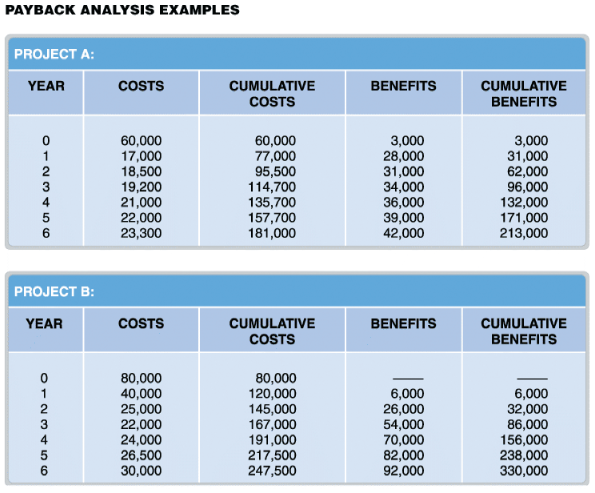 PAYBACK ANALYSIS EXAMPLES
PROJECT A:
YEAR COSTS CUMULATIVE COSTS BENEFITS CUMULATIVE BENEFITS
0 60,000 60,000 3,000 3,000
1 17,000 77,000 28,000 31,000
2 18,500 95,500 31,000 62,000
3 19,200 114,700 34,000 96,000
4 21,000 135,700 36,000 132,000
5 22,000 157,700 39,000 171,000
6 23,300 181,000 42,000 213,000
PROJECT B:
YEAR COSTS CUMULATIVE COSTS BENEFITS CUMULATIVE BENEFITS
0 80,000 80,000 —— ——
1 40,000 120,000 6,000 6,000
2 25,000 145,000 26,000 32,000
3 22,000 167,000 54,000 86,000
4 24,000 191,000 70,000 156,000
5 26,500 217,500 82,000 238,000
6 30,000 247,500 92,000 330,000